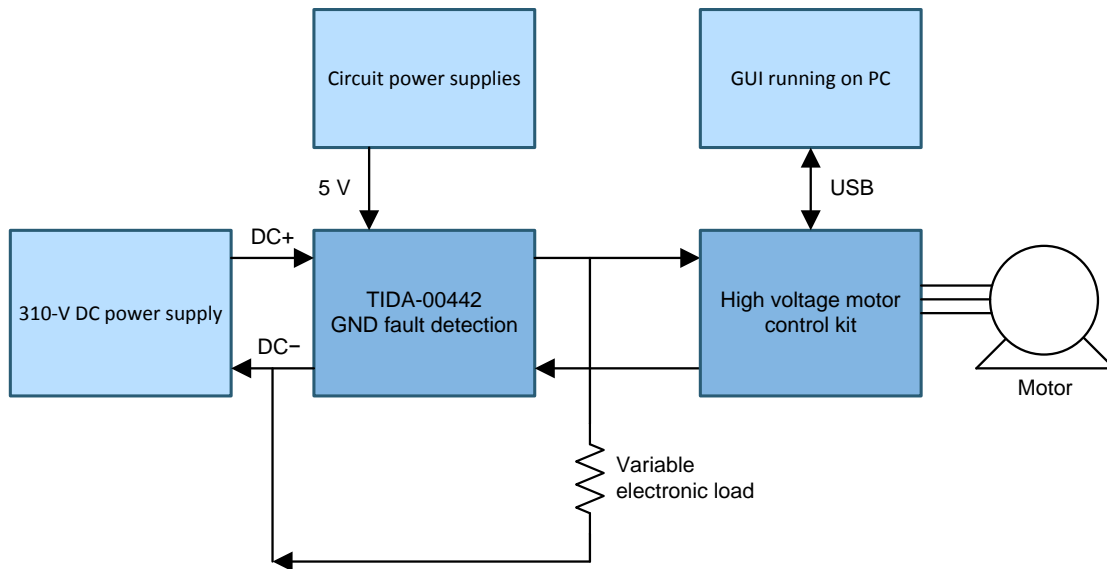 Circuit power supplies
GUI running on PC
5 V
USB
DC+
310-V DC power supply
TIDA-00442
GND fault detection
High voltage motor
control kit
DC−
Motor
Variable
electronic load